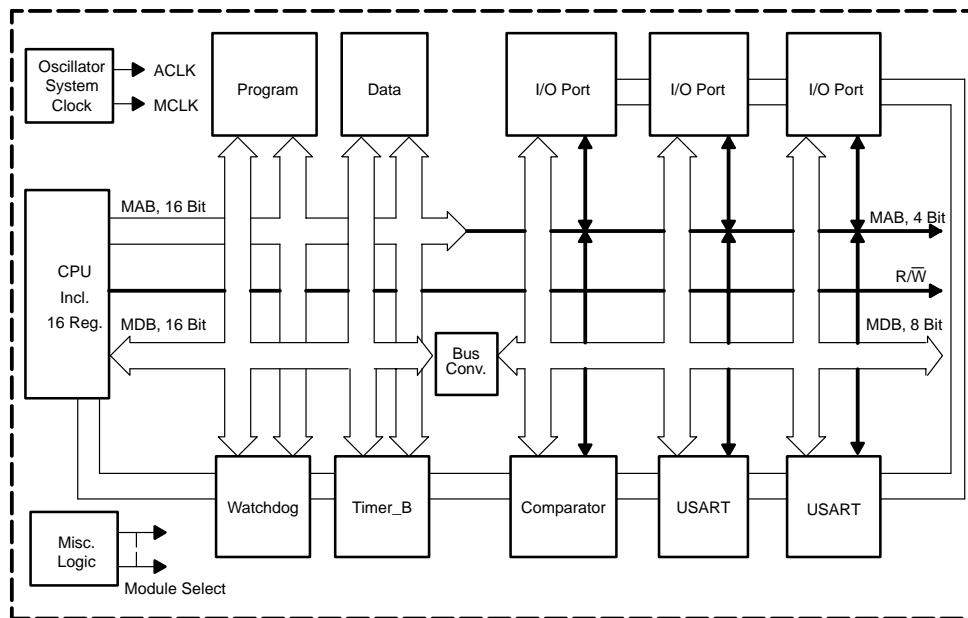 Oscillator
System
Clock
ACLK
MCLK
Program
Data
I/O Port
I/O Port
I/O Port
MAB, 16 Bit
MAB, 4 Bit
CPU
Incl.
16 Reg.
R/W̅
MDB, 16 Bit
Bus
Conv.
MDB, 8 Bit
Watchdog
Timer_B
Comparator
USART
USART
Misc.
Logic
Module Select